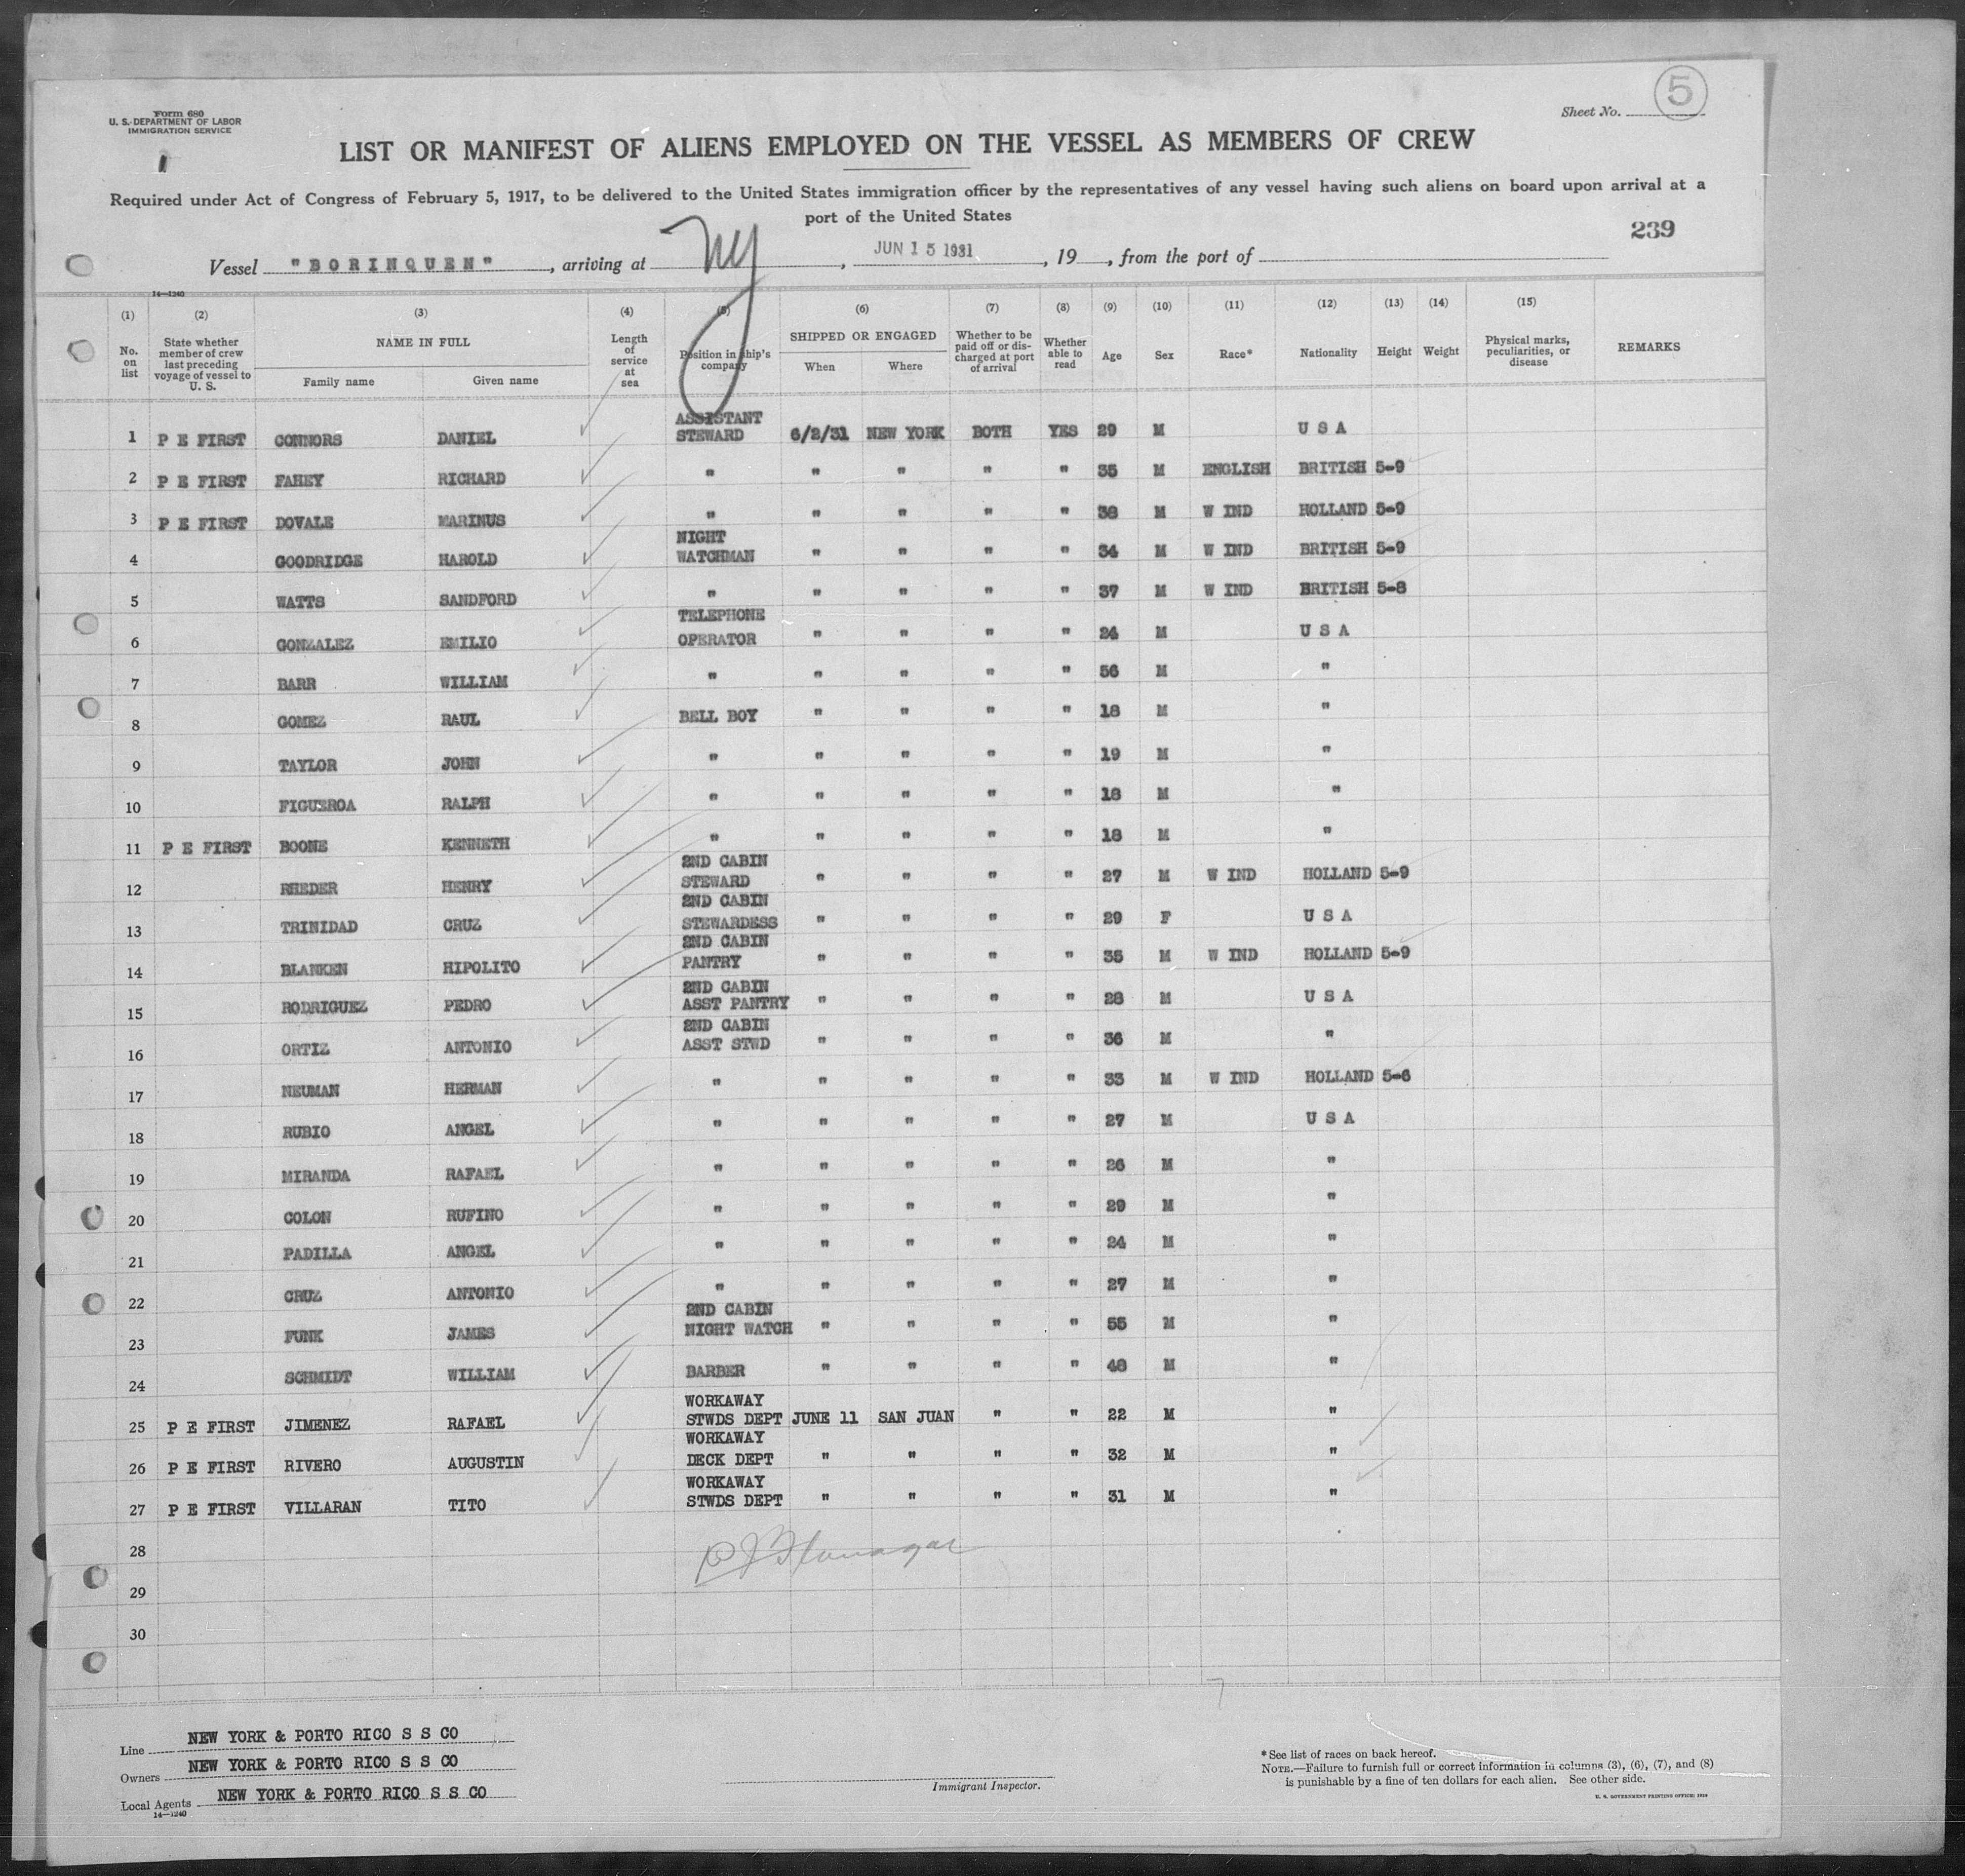 Form 680
U. S. DEPARTMENT OF LABOR
IMMIGRATION SERVICE
Sheet No. 5
LIST OR MANIFEST OF ALIENS EMPLOYED ON THE VESSEL AS MEMBERS OF CREW
Required under Act of Congress of February 5, 1917, to be delivered to the United States immigration officer by the representatives of any vessel having such aliens on board upon arrival at a
port of the United States
239
Vessel "BORINQUEN", arriving at NY, JUN 15 1931, 19 , from the port of
14—1240
(1) (2) (3) (4) (5) (6) (7) (8) (9) (10) (11) (12) (13) (14) (15)
No. on list State whether member of crew last preceding voyage of vessel to U. S. NAME IN FULL Family name Given name Length of service at sea Position in ship's company SHIPPED OR ENGAGED When Where Whether to be paid off or discharged at port of arrival Whether able to read Age Sex Race* Nationality Height Weight Physical marks, peculiarities, or disease REMARKS
1 P E FIRST CONNORS DANIEL ASSISTANT STEWARD 6/2/31 NEW YORK BOTH YES 29 M U S A
2 P E FIRST FAHEY RICHARD " " " " " 35 M ENGLISH BRITISH 5-9
3 P E FIRST DOVALE MARINUS " " " " " 38 M W IND HOLLAND 5-9
4 GOODRIDGE HAROLD NIGHT WATCHMAN " " " " 34 M W IND BRITISH 5-9
5 WATTS SANDFORD " " " " " 37 M W IND BRITISH 5-8
6 GONZALEZ EMILIO TELEPHONE OPERATOR " " " " 24 M U S A
7 BARR WILLIAM " " " " " 56 M "
8 GOMEZ RAUL BELL BOY " " " " 18 M "
9 TAYLOR JOHN " " " " " 19 M "
10 FIGUEROA RALPH " " " " " 18 M "
11 P E FIRST BOONE KENNETH " " " " " 18 M "
12 RHEDER HENRY 2ND CABIN STEWARD " " " " 27 M W IND HOLLAND 5-9
13 TRINIDAD CRUZ 2ND CABIN STEWARDESS " " " " 29 F U S A
14 BLANKEN HIPOLITO 2ND CABIN PANTRY " " " " 35 M W IND HOLLAND 5-9
15 RODRIGUEZ PEDRO 2ND CABIN ASST PANTRY " " " " 28 M U S A
16 ORTIZ ANTONIO 2ND CABIN ASST STWD " " " " 36 M "
17 NEUMAN HERMAN " " " " " 33 M W IND HOLLAND 5-6
18 RUBIO ANGEL " " " " " 27 M U S A
19 MIRANDA RAFAEL " " " " " 26 M "
20 COLON RUFINO " " " " " 29 M "
21 PADILLA ANGEL " " " " " 24 M "
22 CRUZ ANTONIO " " " " " 27 M "
23 FUNK JAMES 2ND CABIN NIGHT WATCH " " " " 55 M "
24 SCHMIDT WILLIAM BARBER " " " " 48 M "
25 P E FIRST JIMENEZ RAFAEL WORKAWAY STWDS DEPT JUNE 11 SAN JUAN " " 22 M "
26 P E FIRST RIVERO AUGUSTIN WORKAWAY DECK DEPT " " " " 32 M "
27 P E FIRST VILLARAN TITO WORKAWAY STWDS DEPT " " " " 31 M "
28
29
30
Line NEW YORK & PORTO RICO S S CO
Owners NEW YORK & PORTO RICO S S CO
Local Agents NEW YORK & PORTO RICO S S CO
14—1240
Immigrant Inspector.
* See list of races on back hereof.
NOTE.—Failure to furnish full or correct information in columns (3), (6), (7), and (8)
is punishable by a fine of ten dollars for each alien. See other side.